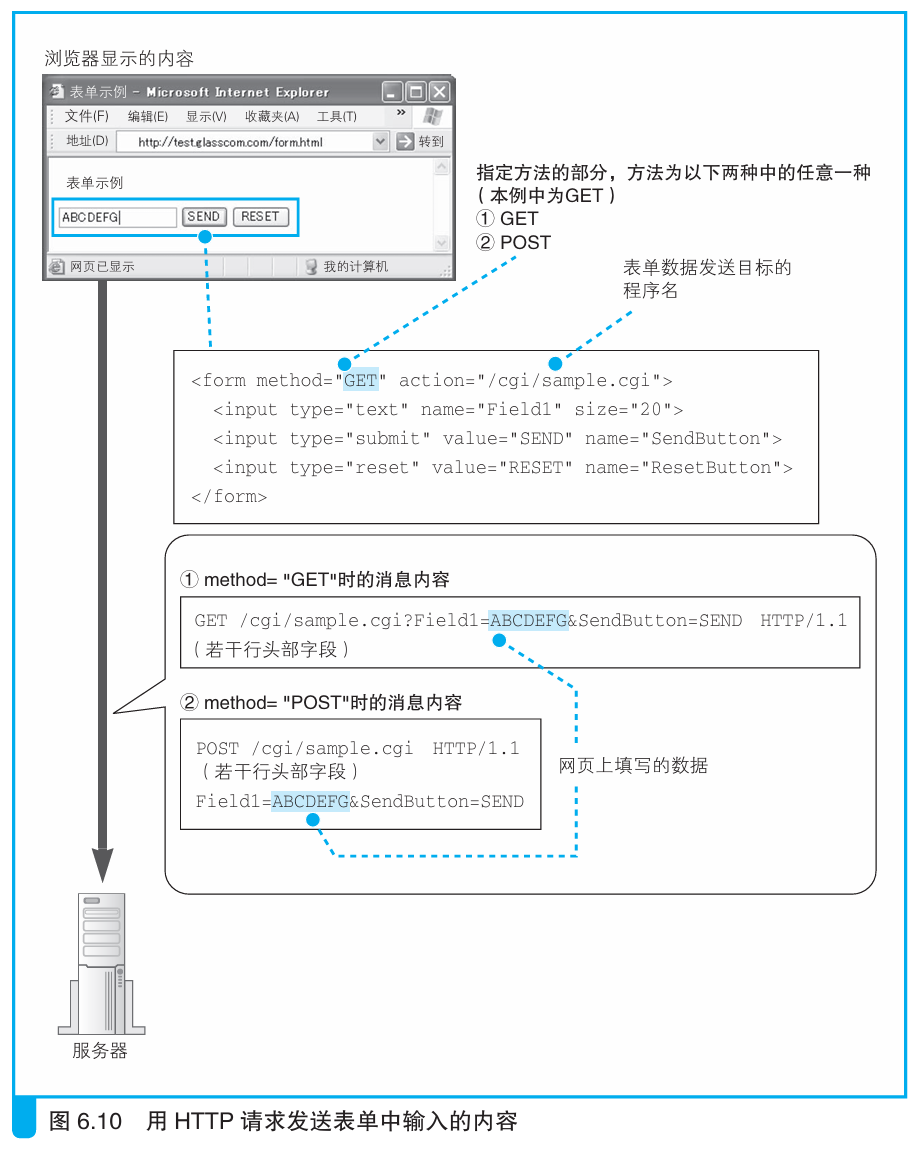 浏览器显示的内容
表单示例 - Microsoft Internet Explorer
文件(F) 编辑(E) 显示(V) 收藏夹(A) 工具(T) »
地址(D) http://test.glasscom.com/form.html 转到
表单示例
ABCDEFG SEND RESET
网页已显示 我的计算机
指定方法的部分，方法为以下两种中的任意一种
（本例中为GET）
① GET
② POST
表单数据发送目标的
程序名
<form method="GET" action="/cgi/sample.cgi">
<input type="text" name="Field1" size="20">
<input type="submit" value="SEND" name="SendButton">
<input type="reset" value="RESET" name="ResetButton">
</form>
① method= "GET"时的消息内容
GET /cgi/sample.cgi?Field1=ABCDEFG&SendButton=SEND HTTP/1.1
（若干行头部字段）
② method= "POST"时的消息内容
POST /cgi/sample.cgi HTTP/1.1
（若干行头部字段）
Field1=ABCDEFG&SendButton=SEND
网页上填写的数据
服务器
图 6.10 用 HTTP 请求发送表单中输入的内容